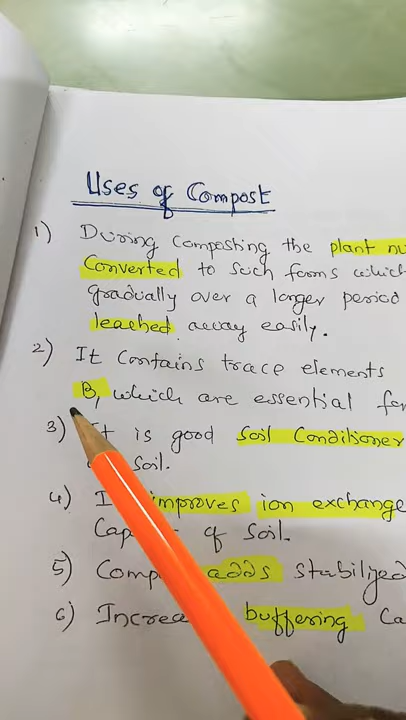 Uses of Compost
1) During Composting the plant nu
Converted to such forms which
gradually over a longer period
leached away easily.
2) It contains trace elements
B, which are essential for
3) It is good Soil Conditioner
soil.
4) improves ion exchange
of soil.
5) Comp adds stabilized
6) Increa buffering Ca